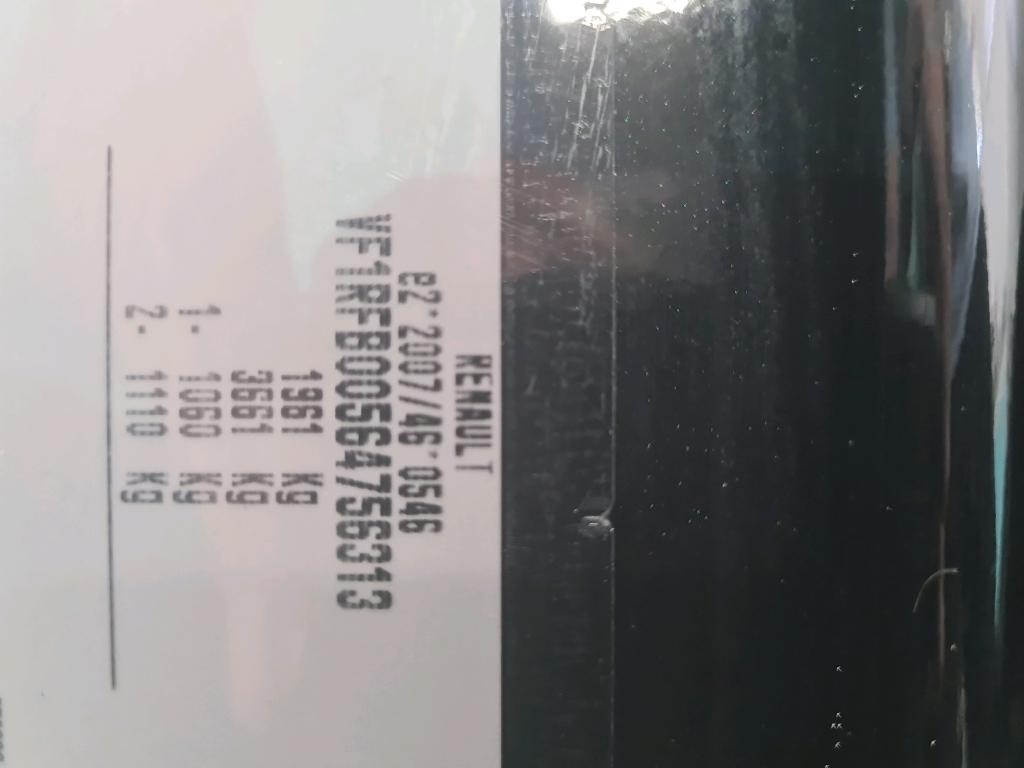 RENAULT
e2*2007/46*0546
VF1RFB00564756313
1961 Kg
3661 Kg
1- 1060 Kg
2- 1110 Kg